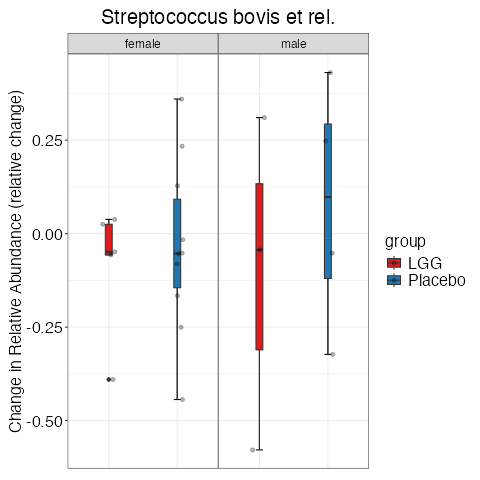 Streptococcus bovis et rel.
female
male
Change in Relative Abundance (relative change)
0.25
0.00
-0.25
-0.50
group
LGG
Placebo